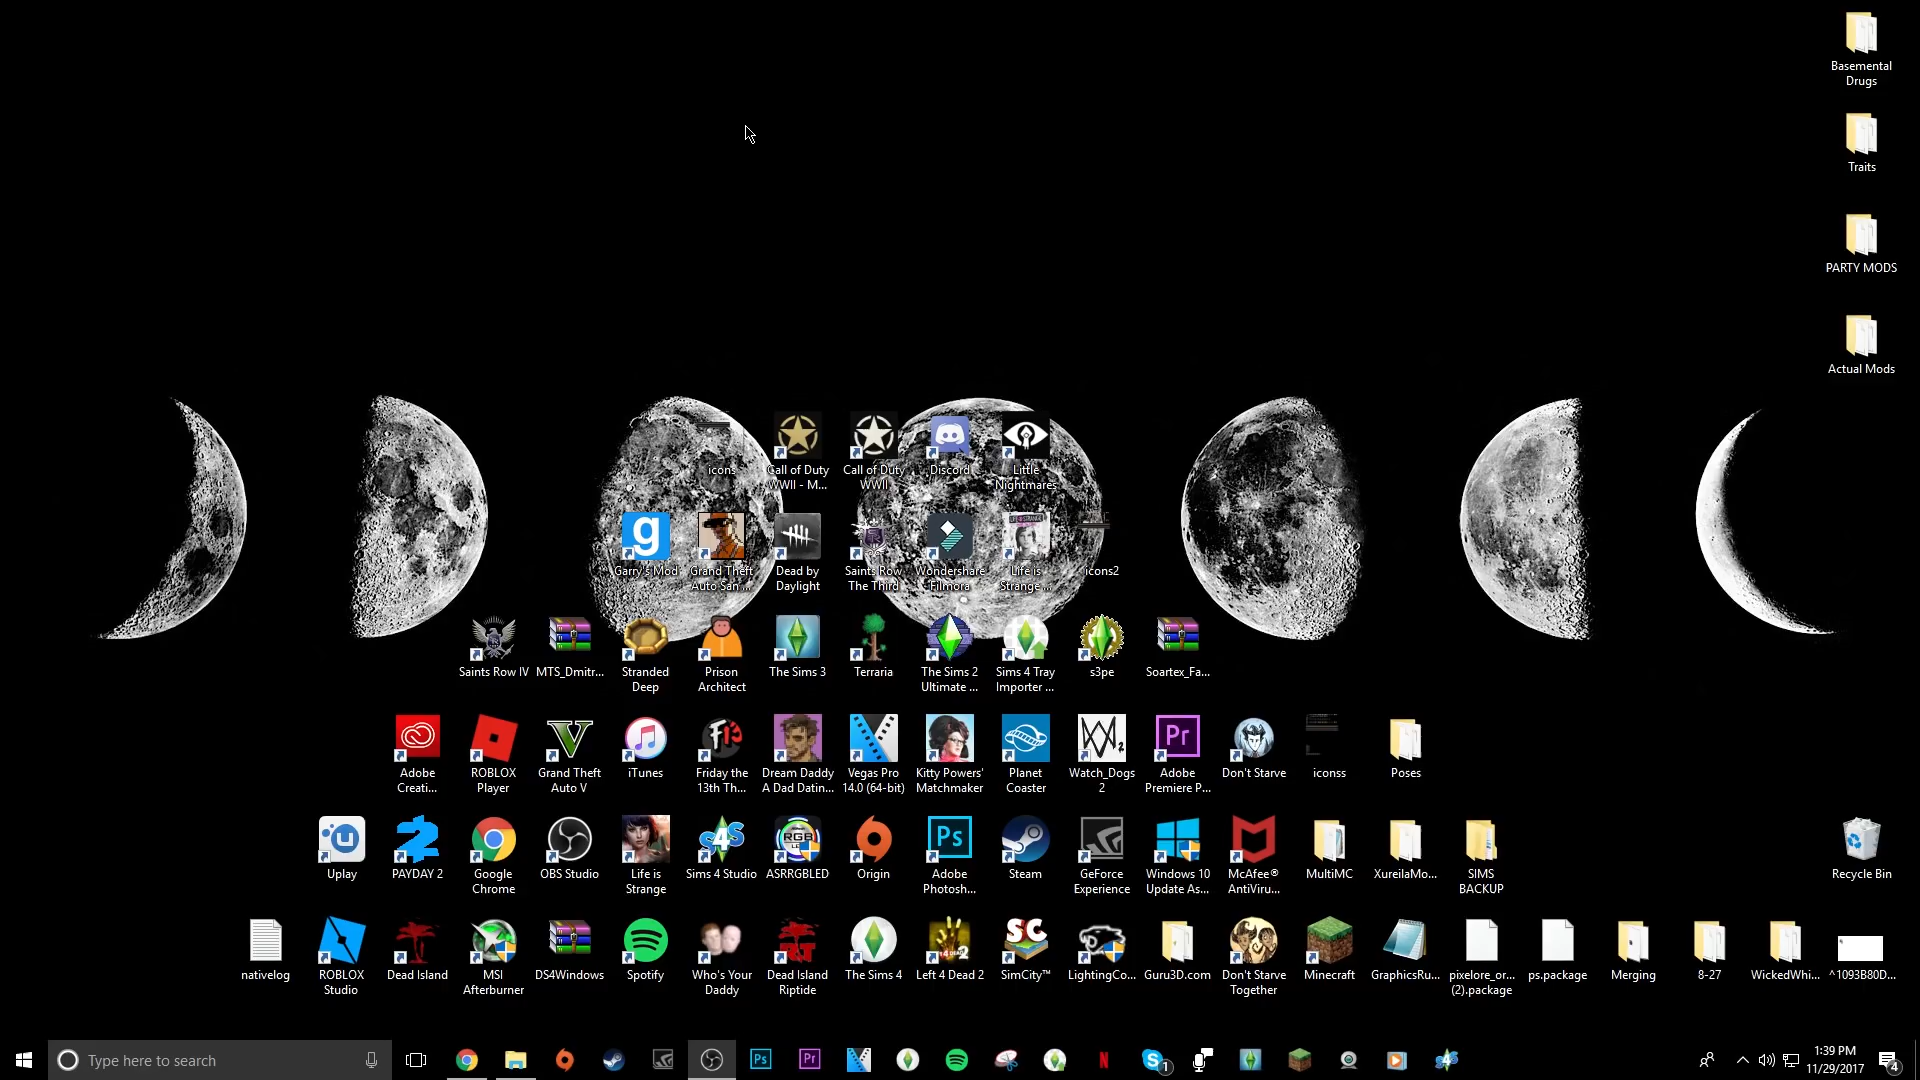 Basemental
Drugs
Traits
PARTY MODS
Actual Mods
icons
Call of Duty
WWII - M...
Call of Duty
WWII
Discord
Little
Nightmares
Garry's Mod
Grand Theft
Auto San ...
Dead by
Daylight
Saints Row
The Third
Wondershare
Filmora
Life is
Strange...
icons2
Saints Row IV
MTS_Dmitr...
Stranded
Deep
Prison
Architect
The Sims 3
Terraria
The Sims 2
Ultimate ...
Sims 4 Tray
Importer ...
s3pe
Soartex_Fa...
Adobe
Creati...
ROBLOX
Player
Grand Theft
Auto V
iTunes
Friday the
13th Th...
Dream Daddy
A Dad Datin...
Vegas Pro
14.0 (64-bit)
Kitty Powers'
Matchmaker
Planet
Coaster
Watch_Dogs
2
Adobe
Premiere P...
Don't Starve
iconss
Poses
Uplay
PAYDAY 2
Google
Chrome
OBS Studio
Life is
Strange
Sims 4 Studio
ASRRGBLED
Origin
Adobe
Photosh...
Steam
GeForce
Experience
Windows 10
Update As...
McAfee®
AntiViru...
MultiMC
XureilaMo...
SIMS
BACKUP
Recycle Bin
nativelog
ROBLOX
Studio
Dead Island
MSI
Afterburner
DS4Windows
Spotify
Who's Your
Daddy
Dead Island
Riptide
The Sims 4
Left 4 Dead 2
SimCity™
LightingCo...
Guru3D.com
Don't Starve
Together
Minecraft
GraphicsRu...
pixelore_or...
(2).package
ps.package
Merging
8-27
WickedWhi...
^1093B80D...
Type here to search
1:39 PM
11/29/2017
4